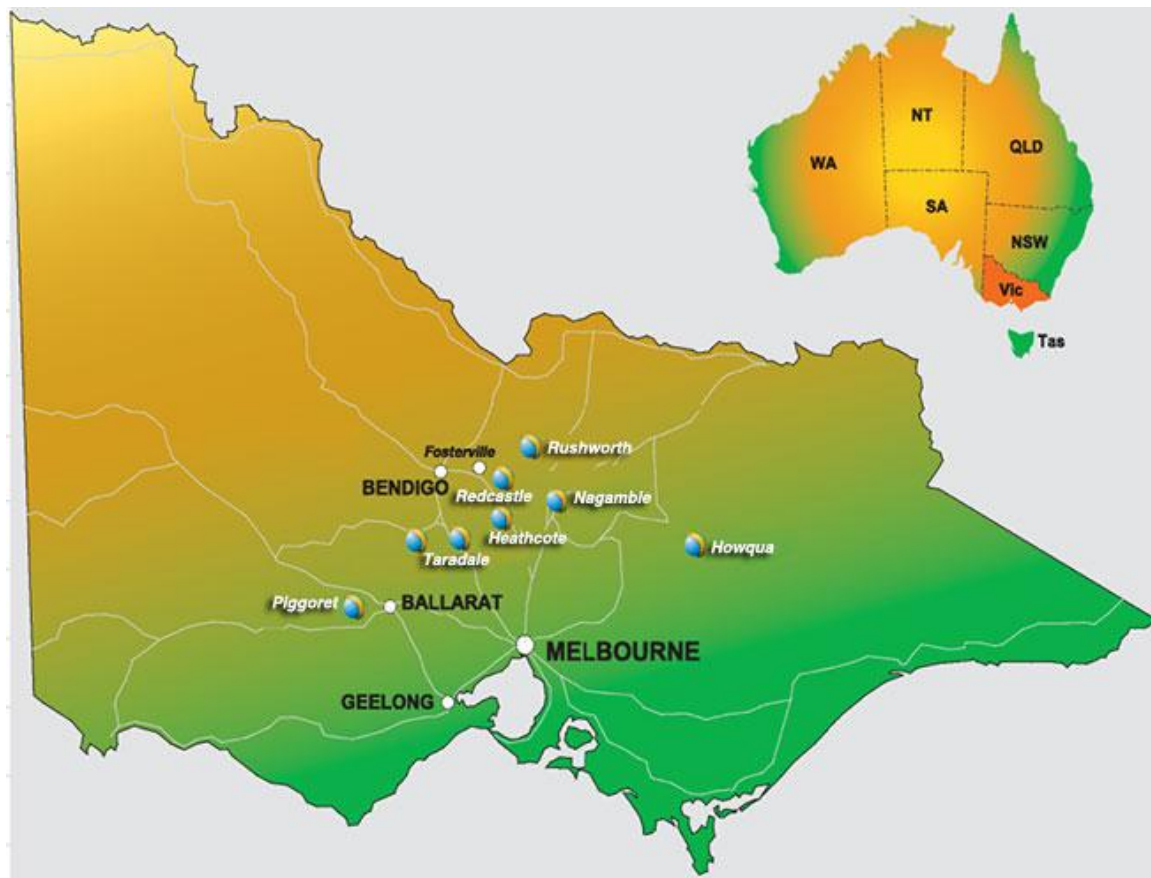 NT
WA
QLD
SA
NSW
Vic
Tas
Rushworth
Fosterville
BENDIGO
Redcastle
Nagambie
Heathcote
Taradale
Howqua
Piggoret
BALLARAT
MELBOURNE
GEELONG